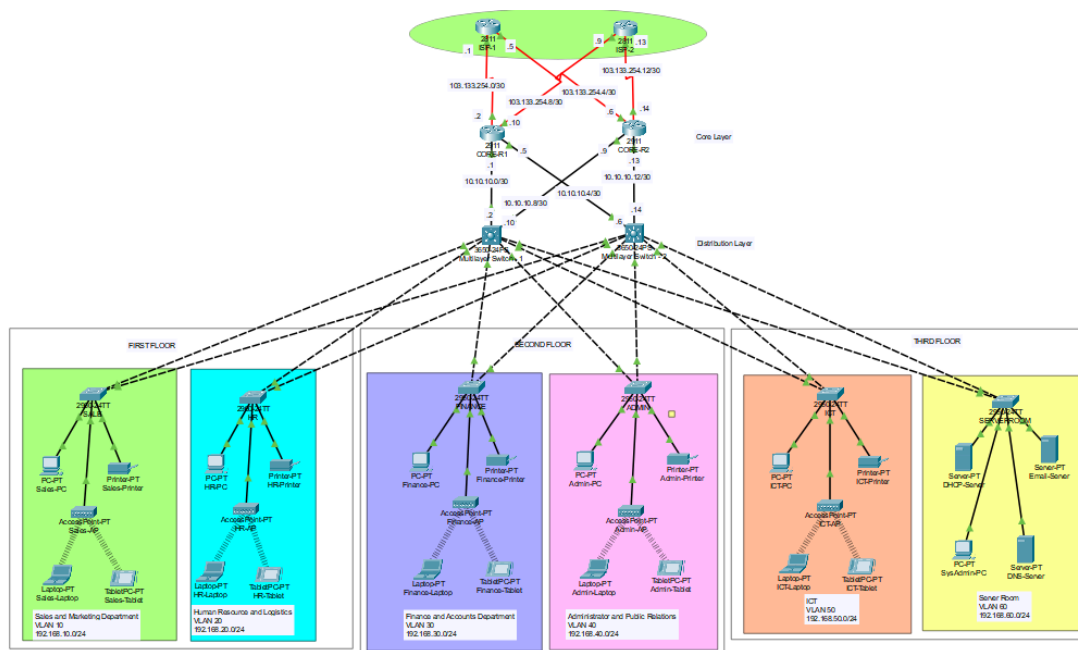 2811
ISP-1
2811
ISP-2
.1
.5
.9
.13
103.133.254.0/30
103.133.254.8/30
103.133.254.4/30
103.133.254.12/30
.2
.10
.6
.14
2911
CORE-R1
2911
CORE-R2
Core Layer
.1
.5
.9
.13
10.10.10.0/30
10.10.10.8/30
10.10.10.4/30
10.10.10.12/30
.2
.10
.6
.14
3650-24PS
Multilayer Switch - 1
3650-24PS
Distribution Layer
FIRST FLOOR
SECOND FLOOR
THIRD FLOOR
2950-24TT
HR
2950-24TT
FINANCE
2950-24TT
ADMIN
2950-24TT
ICT
SERVERROOM
PC-PT
Sales-PC
Printer-PT
Sales-Printer
AccessPoint-PT
Sales-AP
Laptop-PT
Sales-Laptop
TabletPC-PT
Sales-Tablet
Sales and Marketing Department
VLAN 10
192.168.10.0/24
PC-PT
HR-PC
Printer-PT
HR-Printer
AccessPoint-PT
HR-AP
Laptop-PT
HR-Laptop
TabletPC-PT
HR-Tablet
Human Resource and Logistics
VLAN 20
192.168.20.0/24
PC-PT
Finance-PC
Printer-PT
Finance-Printer
AccessPoint-PT
Finance-AP
Laptop-PT
Finance-Laptop
TabletPC-PT
Finance-Tablet
Finance and Accounts Department
VLAN 30
192.168.30.0/24
PC-PT
Admin-PC
Printer-PT
Admin-Printer
AccessPoint-PT
Admin-AP
Laptop-PT
Admin-Laptop
TabletPC-PT
Admin-Tablet
Administrator and Public Relations
VLAN 40
192.168.40.0/24
PC-PT
ICT-PC
Printer-PT
ICT-Printer
AccessPoint-PT
ICT-AP
Laptop-PT
ICT-Laptop
TabletPC-PT
ICT-Tablet
ICT
VLAN 50
192.168.50.0/24
Server-PT
DHCP-Server
Server-PT
Email-Server
PC-PT
SysAdmin-PC
Server-PT
DNS-Server
Server Room
VLAN 60
192.168.60.0/24